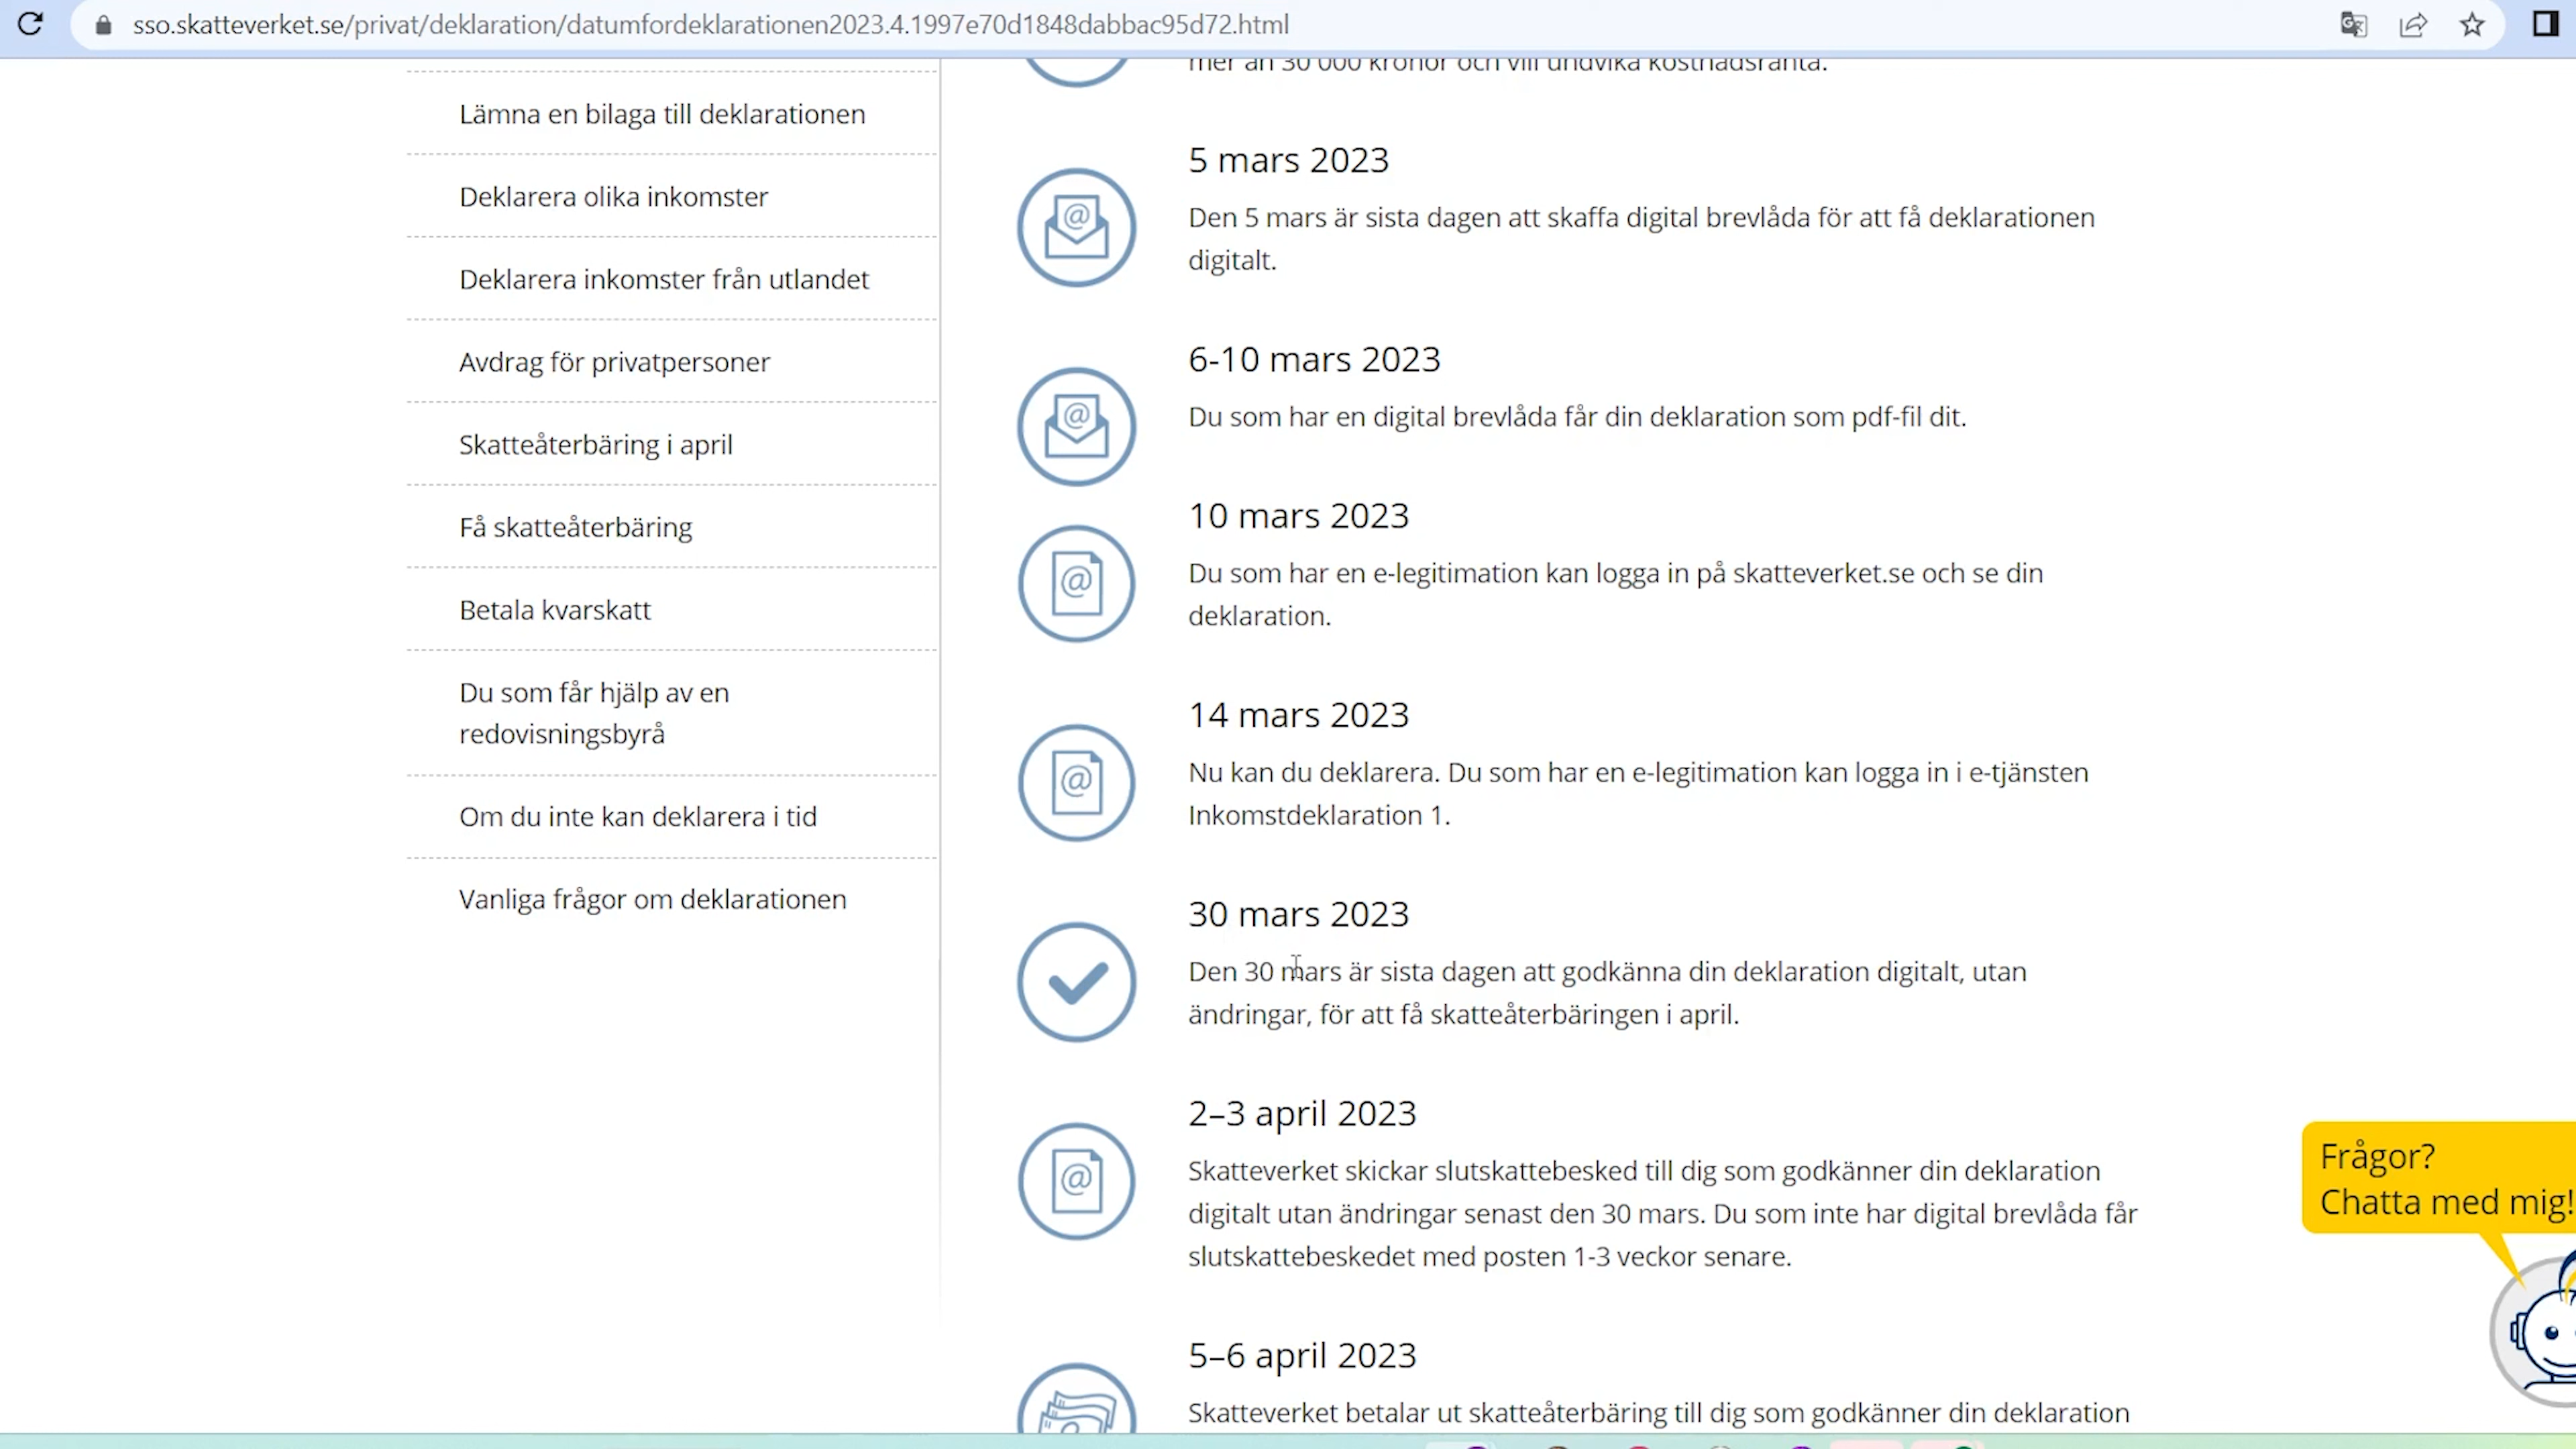 sso.skatteverket.se/privat/deklaration/datumfordeklarationen2023.4.1997e70d1848dabbac95d72.html
Lämna en bilaga till deklarationen
Deklarera olika inkomster
Deklarera inkomster från utlandet
Avdrag för privatpersoner
Skatteåterbäring i april
Få skatteåterbäring
Betala kvarskatt
Du som får hjälp av en
redovisningsbyrå
Om du inte kan deklarera i tid
Vanliga frågor om deklarationen
mer än 30 000 kronor och vill undvika kostnadsränta.
5 mars 2023
Den 5 mars är sista dagen att skaffa digital brevlåda för att få deklarationen
digitalt.
6-10 mars 2023
Du som har en digital brevlåda får din deklaration som pdf-fil dit.
10 mars 2023
Du som har en e-legitimation kan logga in på skatteverket.se och se din
deklaration.
14 mars 2023
Nu kan du deklarera. Du som har en e-legitimation kan logga in i e-tjänsten
Inkomstdeklaration 1.
30 mars 2023
Den 30 mars är sista dagen att godkänna din deklaration digitalt, utan
ändringar, för att få skatteåterbäringen i april.
2–3 april 2023
Skatteverket skickar slutskattebesked till dig som godkänner din deklaration
digitalt utan ändringar senast den 30 mars. Du som inte har digital brevlåda får
slutskattebeskedet med posten 1-3 veckor senare.
5–6 april 2023
Skatteverket betalar ut skatteåterbäring till dig som godkänner din deklaration
Frågor?
Chatta med mig!